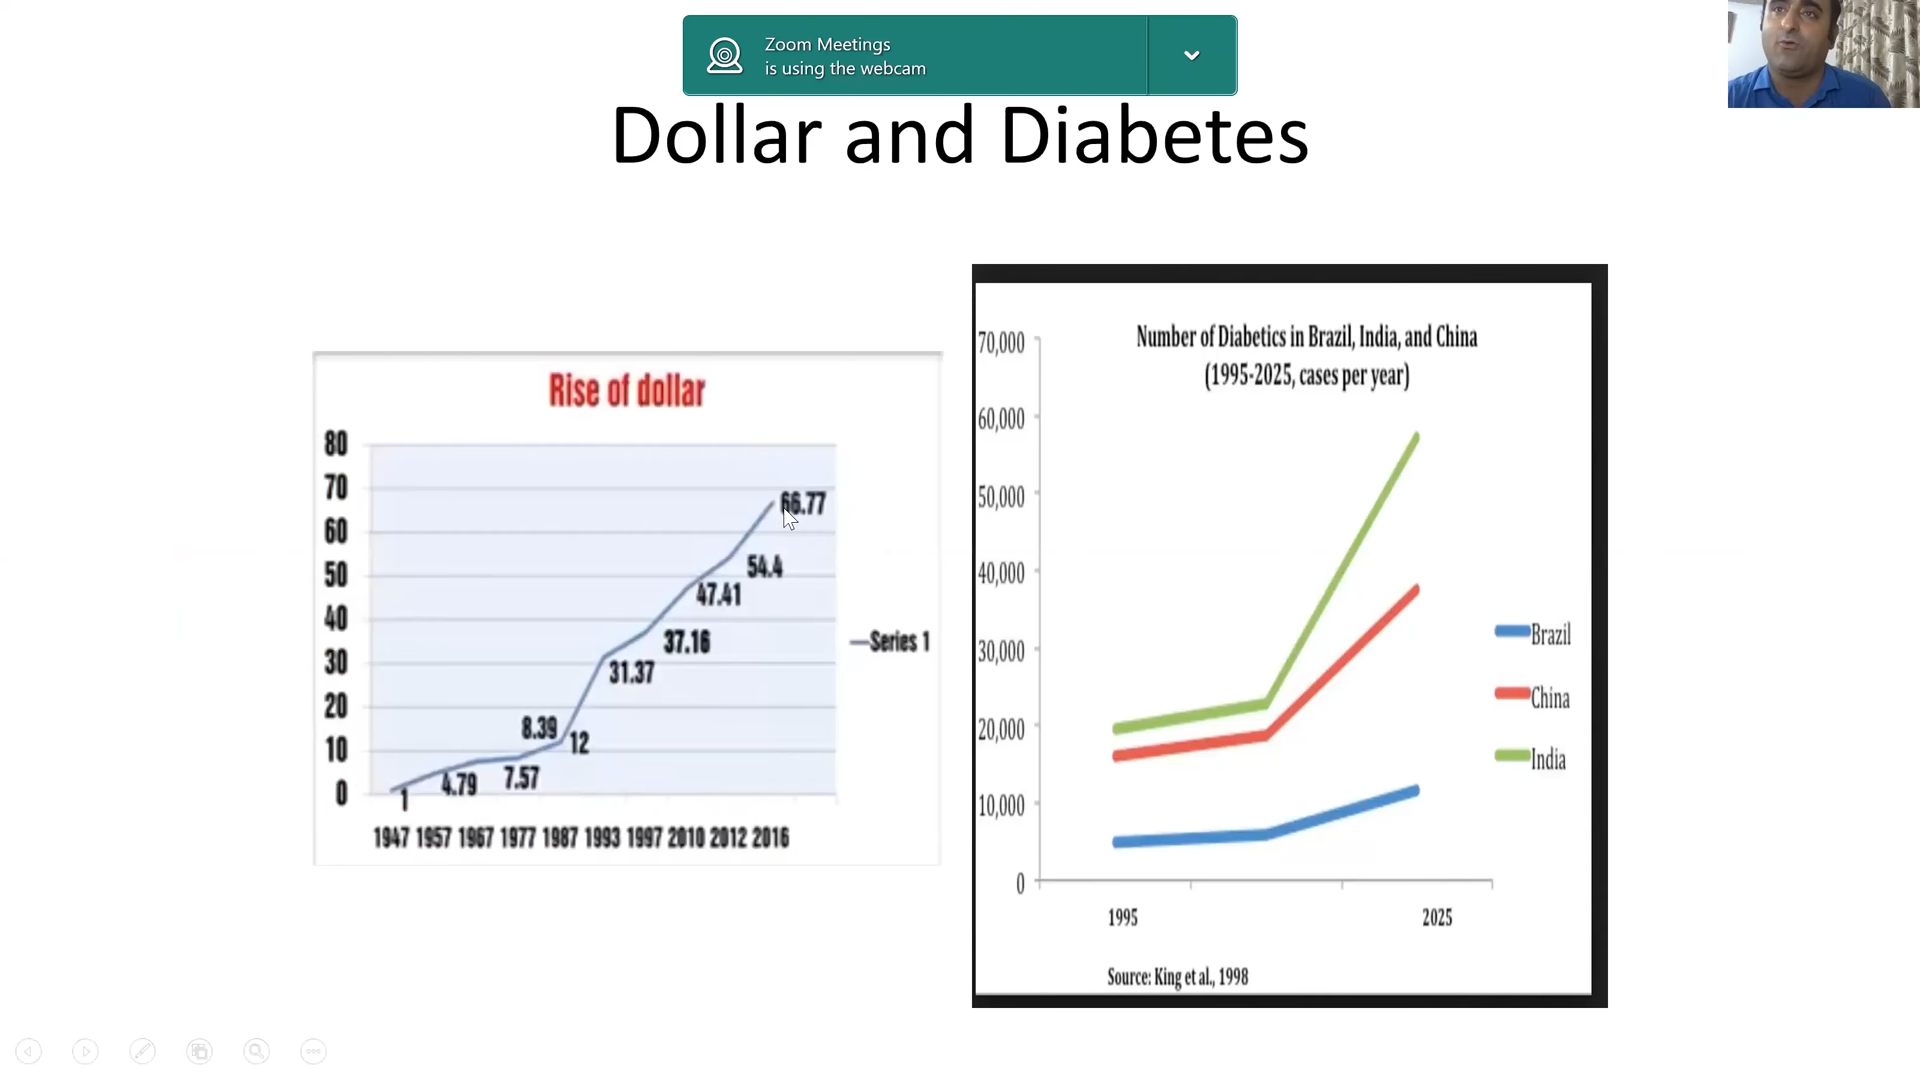 Zoom Meetings
is using the webcam
Dollar and Diabetes
Rise of dollar
80
70
60
50
40
30
20
10
0
1
4.79
7.57
8.39
12
31.37
37.16
47.41
54.4
66.77
Series 1
1947 1957 1967 1977 1987 1993 1997 2010 2012 2016
Number of Diabetics in Brazil, India, and China
(1995-2025, cases per year)
70,000
60,000
50,000
40,000
30,000
20,000
10,000
0
Brazil
China
India
1995 2025
Source: King et al., 1998